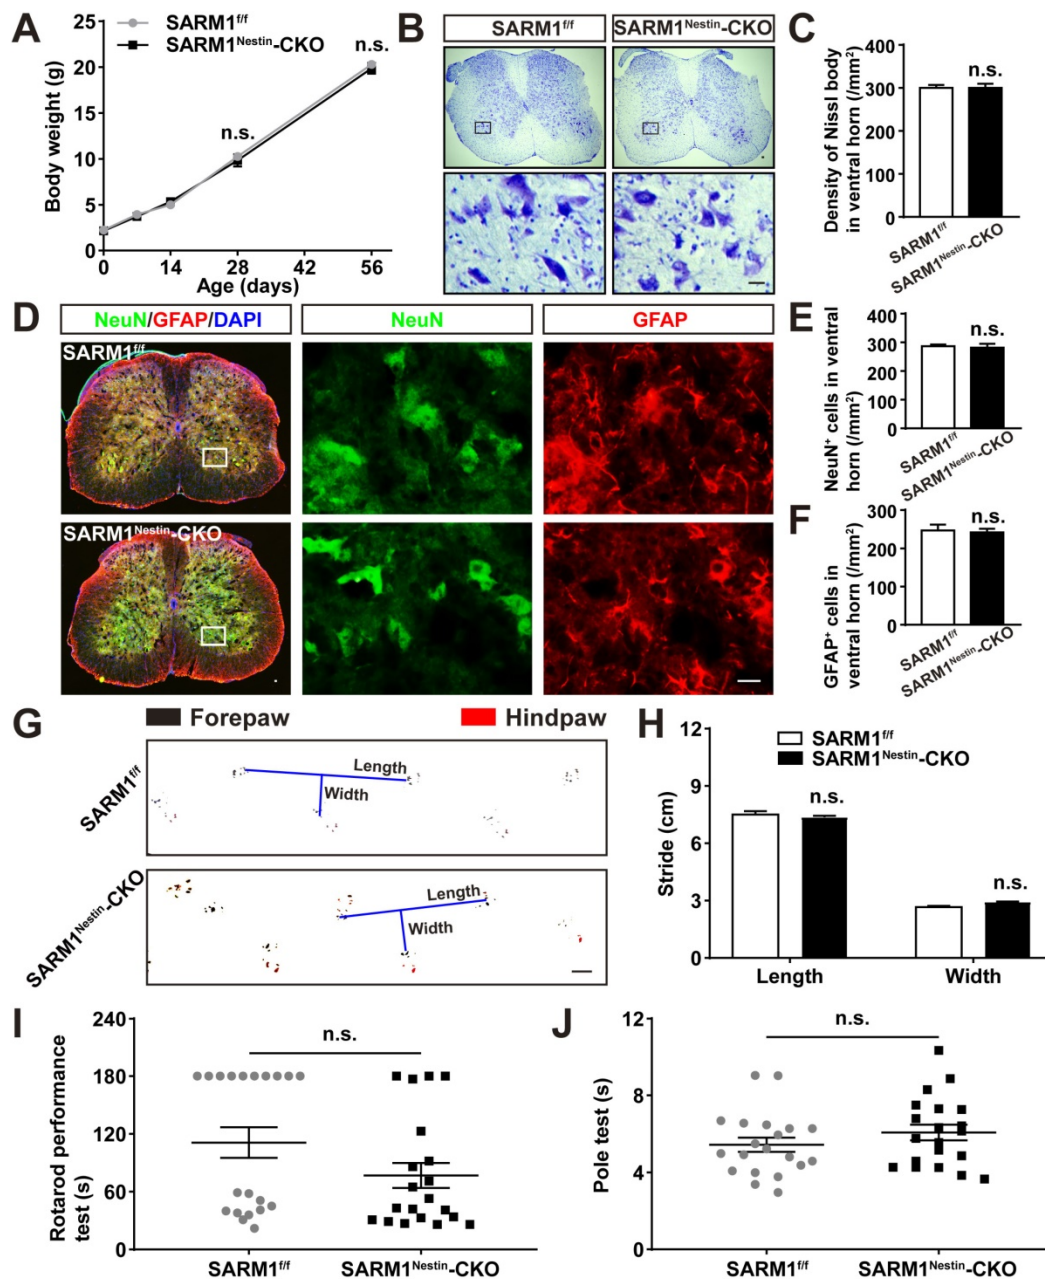 A
SARM1f/f
SARM1Nestin-CKO
n.s.
n.s.
Body weight (g)
25
20
15
10
5
0
0 14 28 42 56
Age (days)
B
SARM1f/f
SARM1Nestin-CKO
C
Density of Nissl body
in ventral horn (/mm2)
400
300
200
100
0
n.s.
SARM1f/f
SARM1Nestin-CKO
D
NeuN/GFAP/DAPI
NeuN
GFAP
SARM1f/f
SARM1Nestin-CKO
E
NeuN+ cells in ventral
horn (/mm2)
400
300
200
100
0
n.s.
SARM1f/f
SARM1Nestin-CKO
F
GFAP+ cells in
ventral horn (/mm2)
300
200
100
0
n.s.
SARM1f/f
SARM1Nestin-CKO
G
Forepaw
Hindpaw
SARM1f/f
Length
Width
SARM1Nestin-CKO
Length
Width
H
SARM1f/f
SARM1Nestin-CKO
Stride (cm)
12
9
6
3
0
n.s.
n.s.
Length Width
I
Rotarod performance
test (s)
240
180
120
60
0
n.s.
SARM1f/f SARM1Nestin-CKO
J
Pole test (s)
12
8
4
0
n.s.
SARM1f/f SARM1Nestin-CKO